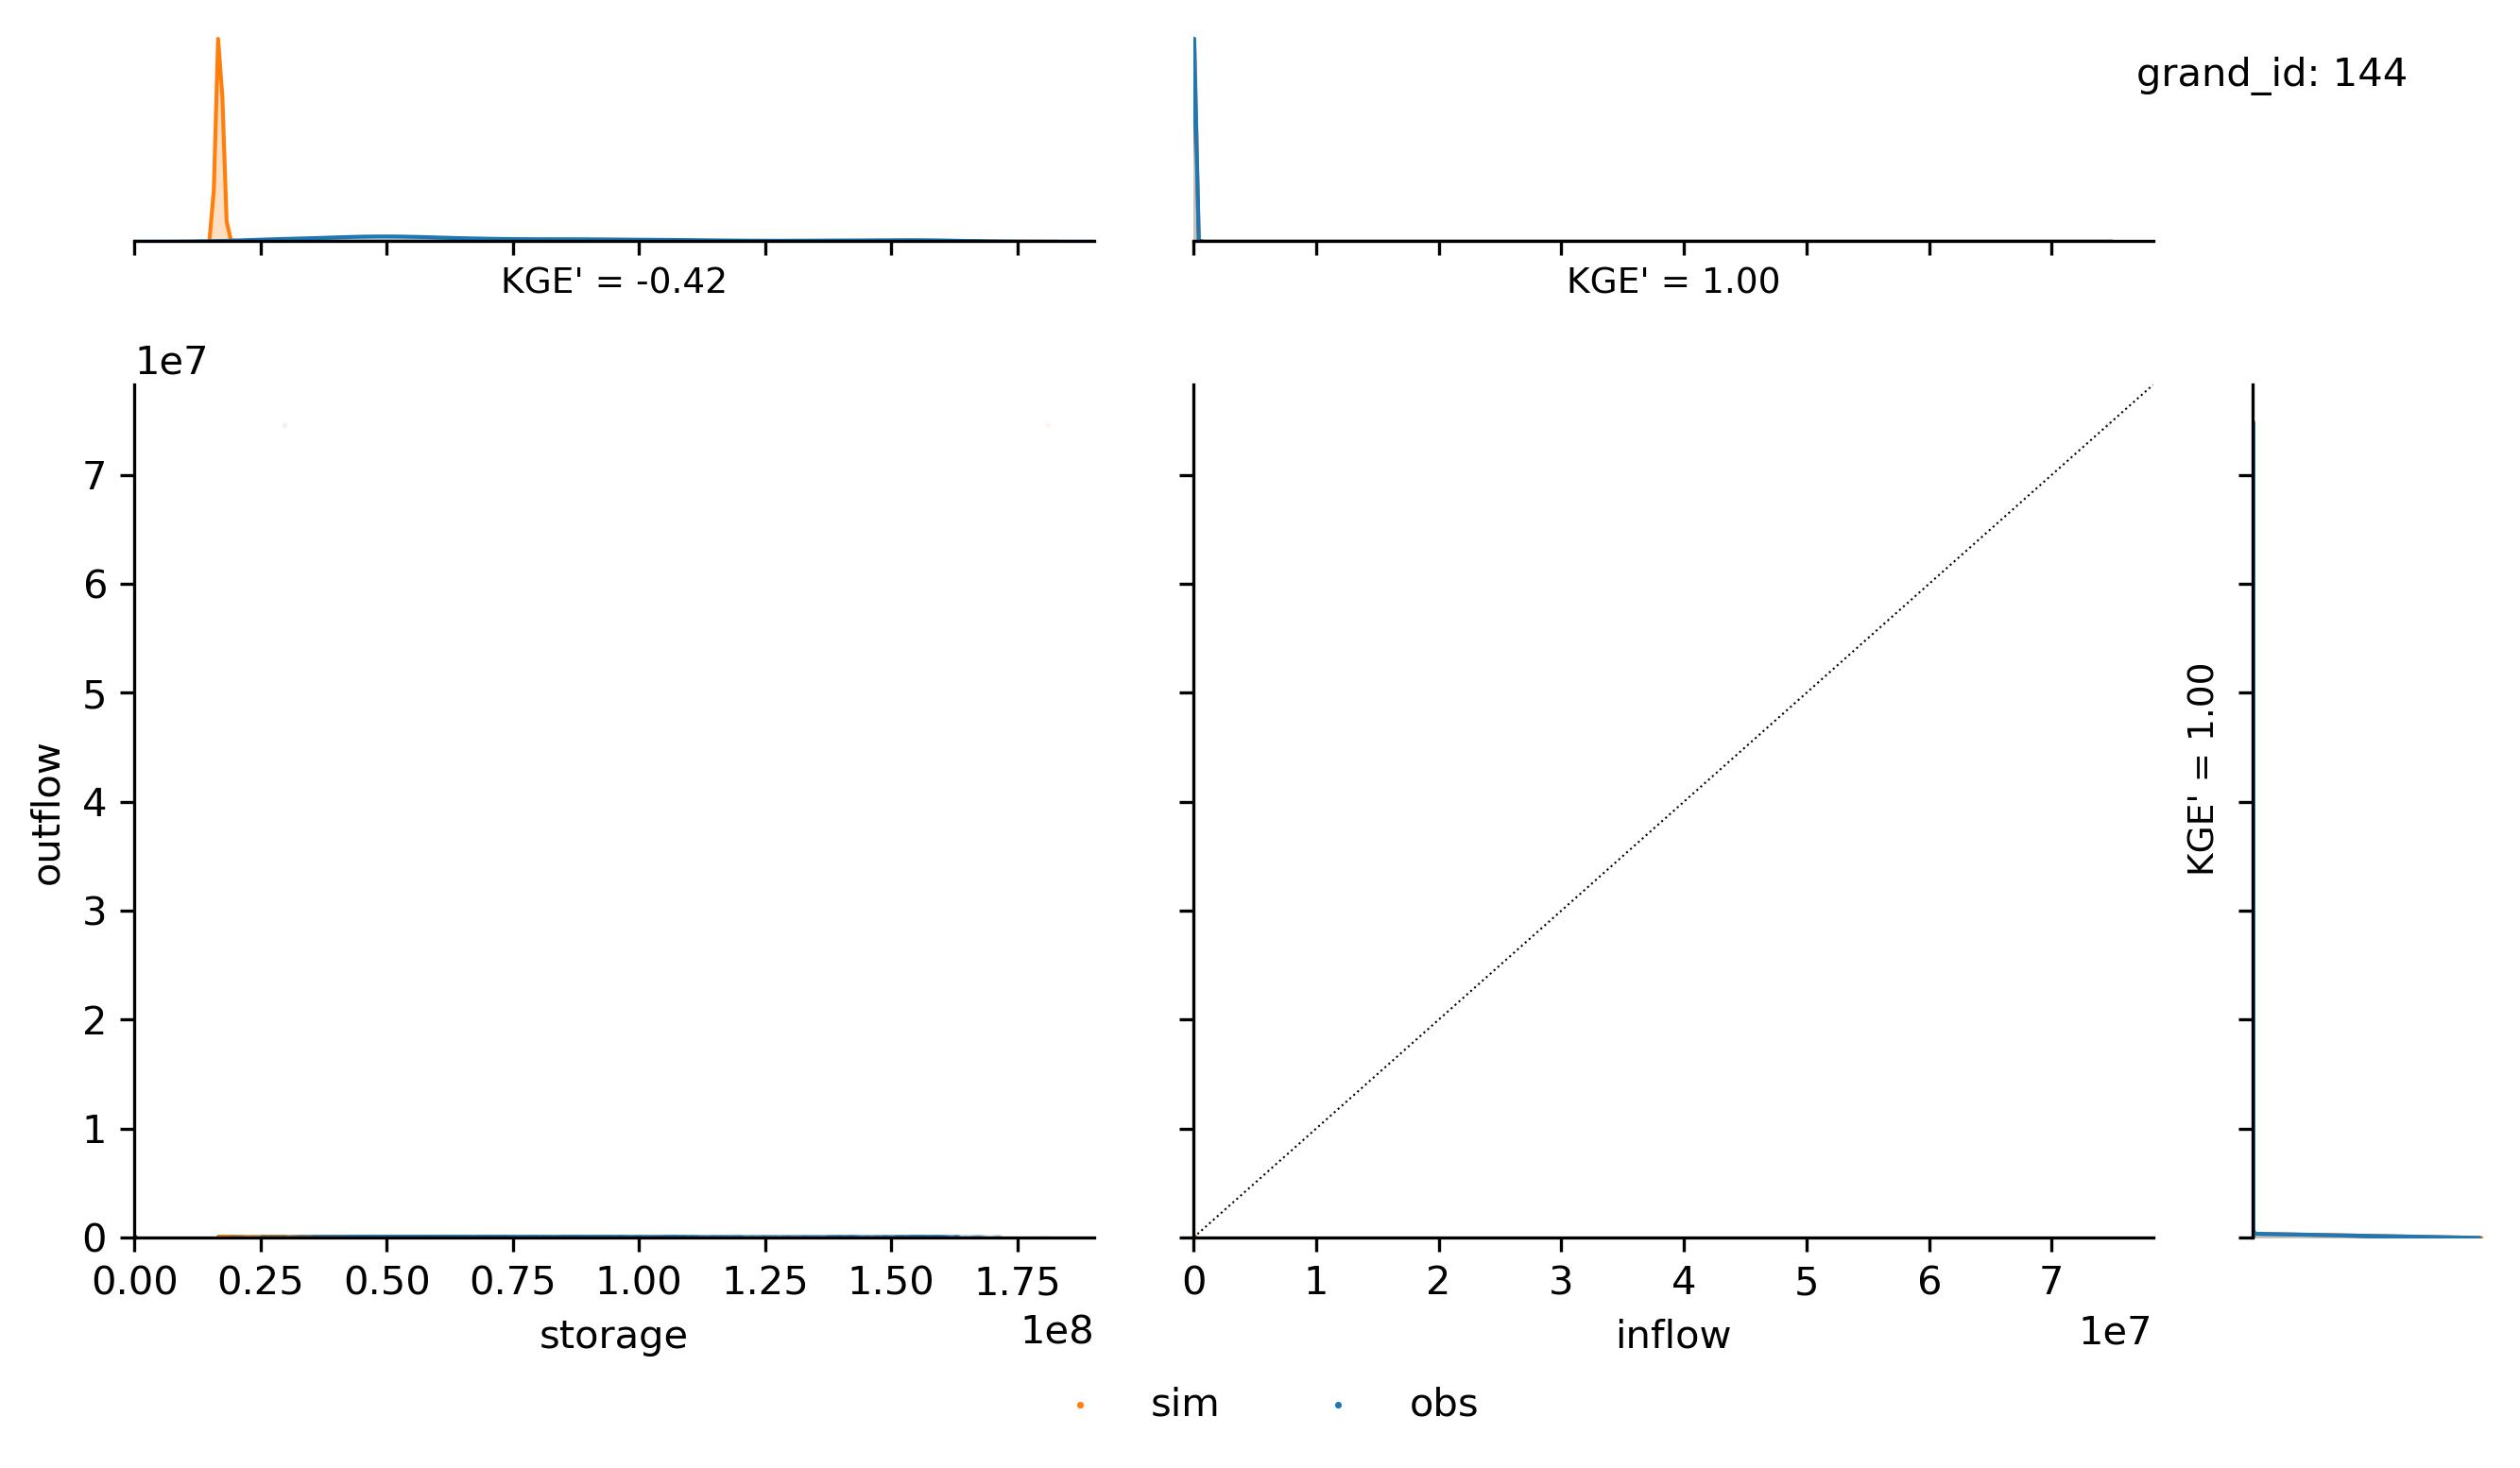 grand_id: 144
KGE' = -0.42
KGE' = 1.00
1e7
7
6
5
4
3
2
1
0
outflow
KGE' = 1.00
0.00 0.25 0.50 0.75 1.00 1.25 1.50 1.75
1e8
storage
0 1 2 3 4 5 6 7
1e7
inflow
sim obs